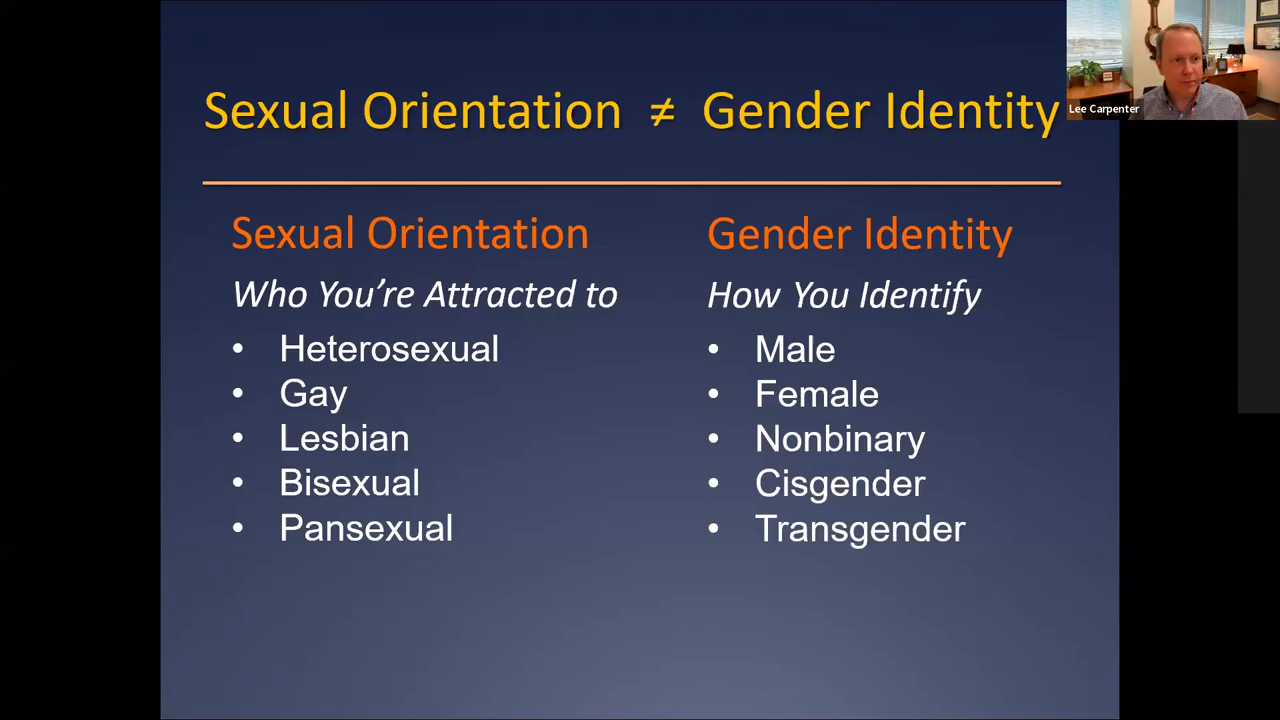 Sexual Orientation ≠ Gender Identity
Lee Carpenter
Sexual Orientation
Who You're Attracted to
• Heterosexual
• Gay
• Lesbian
• Bisexual
• Pansexual
Gender Identity
How You Identify
• Male
• Female
• Nonbinary
• Cisgender
• Transgender